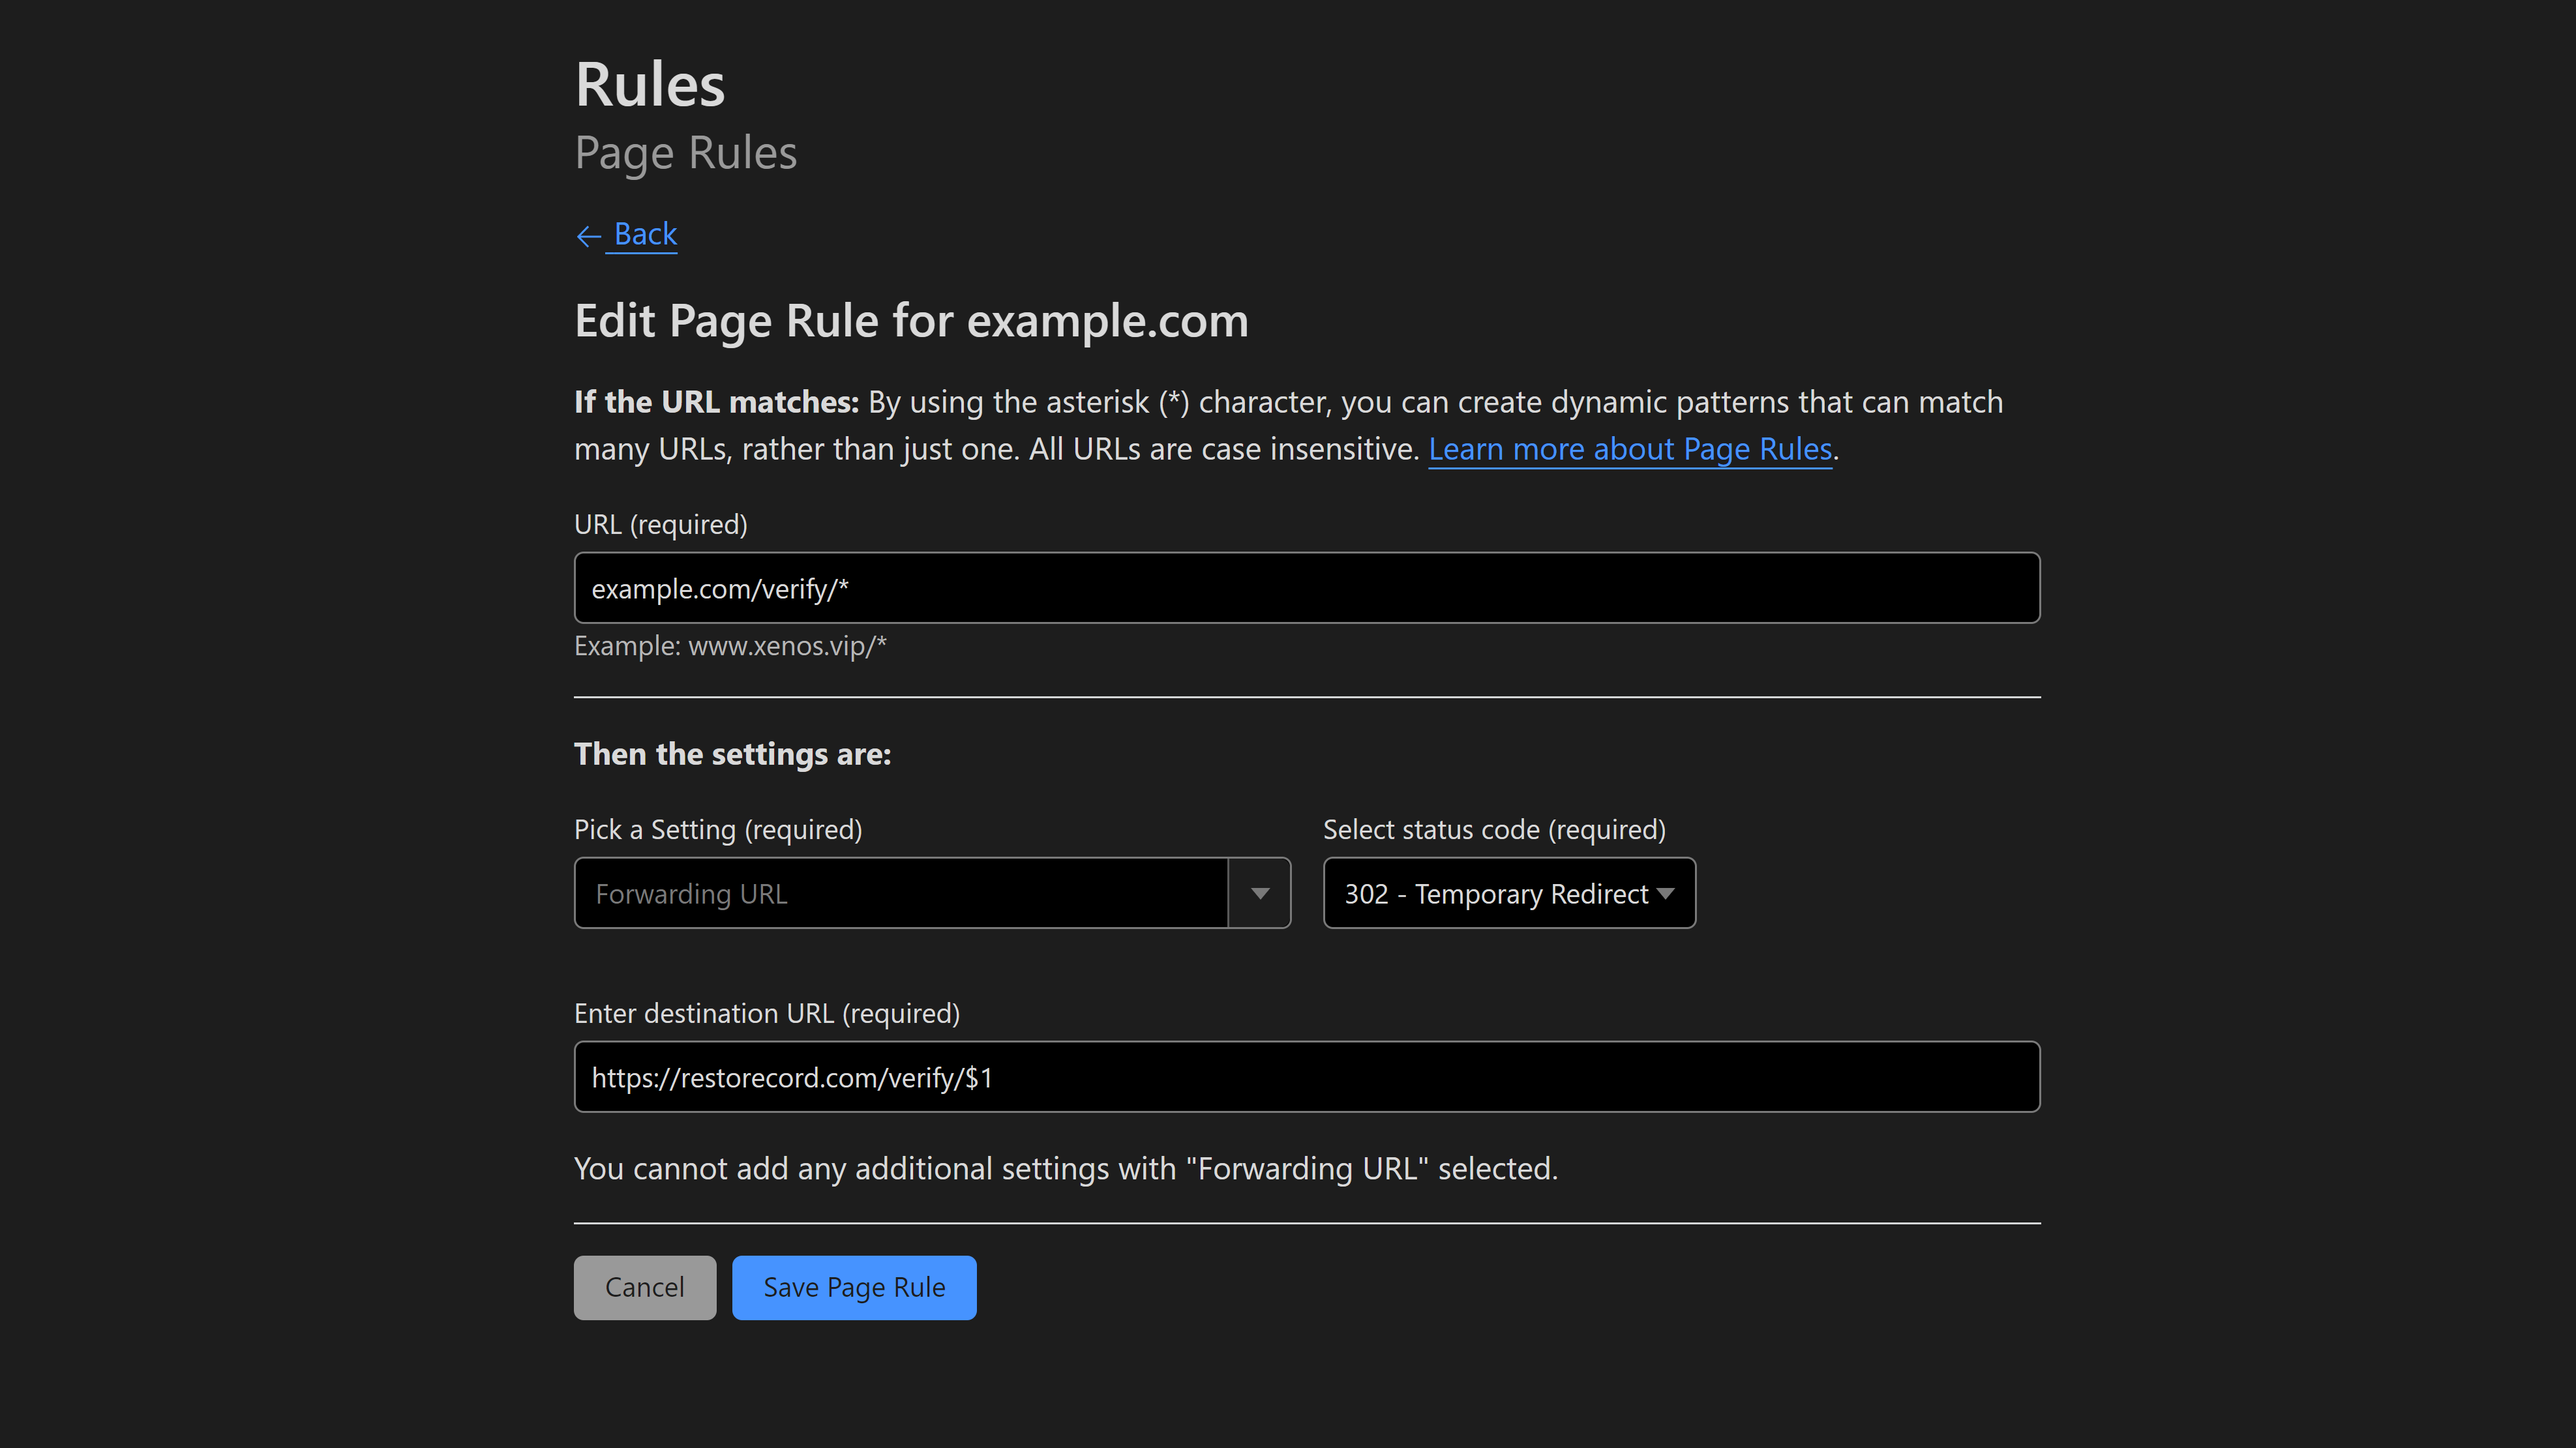 Rules
Page Rules
← Back
Edit Page Rule for example.com
If the URL matches: By using the asterisk (*) character, you can create dynamic patterns that can match
many URLs, rather than just one. All URLs are case insensitive. Learn more about Page Rules.
URL (required)
example.com/verify/*
Example: www.xenos.vip/*
Then the settings are:
Pick a Setting (required)
Select status code (required)
Forwarding URL
302 - Temporary Redirect
Enter destination URL (required)
https://restorecord.com/verify/$1
You cannot add any additional settings with "Forwarding URL" selected.
Cancel
Save Page Rule